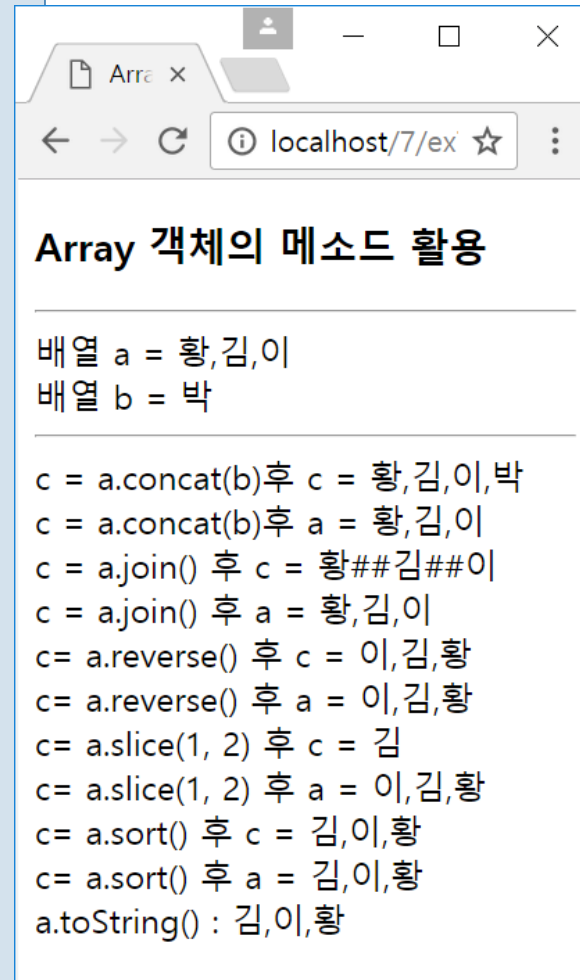 Arra
localhost/7/ex
Array 객체의 메소드 활용
배열 a = 황,김,이
배열 b = 박
c = a.concat(b)후 c = 황,김,이,박
c = a.concat(b)후 a = 황,김,이
c = a.join() 후 c = 황##김##이
c = a.join() 후 a = 황,김,이
c= a.reverse() 후 c = 이,김,황
c= a.reverse() 후 a = 이,김,황
c= a.slice(1, 2) 후 c = 김
c= a.slice(1, 2) 후 a = 이,김,황
c= a.sort() 후 c = 김,이,황
c= a.sort() 후 a = 김,이,황
a.toString() : 김,이,황